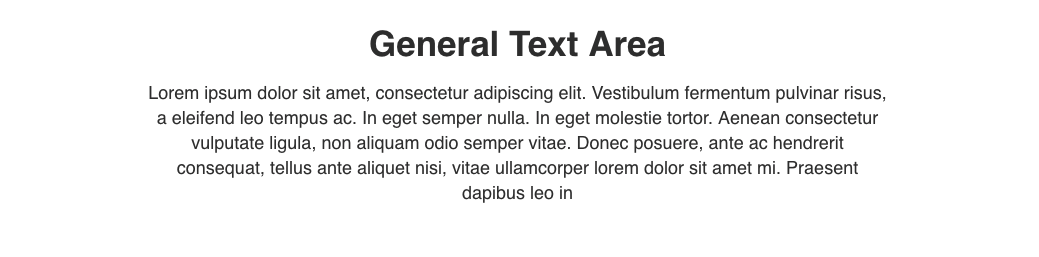 General Text Area
Lorem ipsum dolor sit amet, consectetur adipiscing elit. Vestibulum fermentum pulvinar risus,
a eleifend leo tempus ac. In eget semper nulla. In eget molestie tortor. Aenean consectetur
vulputate ligula, non aliquam odio semper vitae. Donec posuere, ante ac hendrerit
consequat, tellus ante aliquet nisi, vitae ullamcorper lorem dolor sit amet mi. Praesent
dapibus leo in